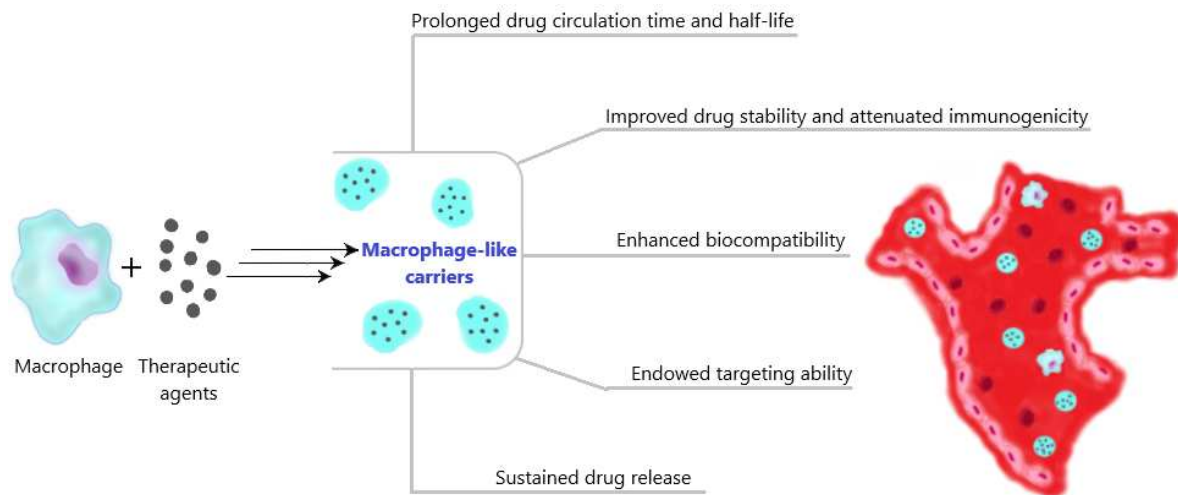 Prolonged drug circulation time and half-life
Improved drug stability and attenuated immunogenicity
Enhanced biocompatibility
Endowed targeting ability
Sustained drug release
Macrophage-like
carriers
+
Macrophage
Therapeutic
agents